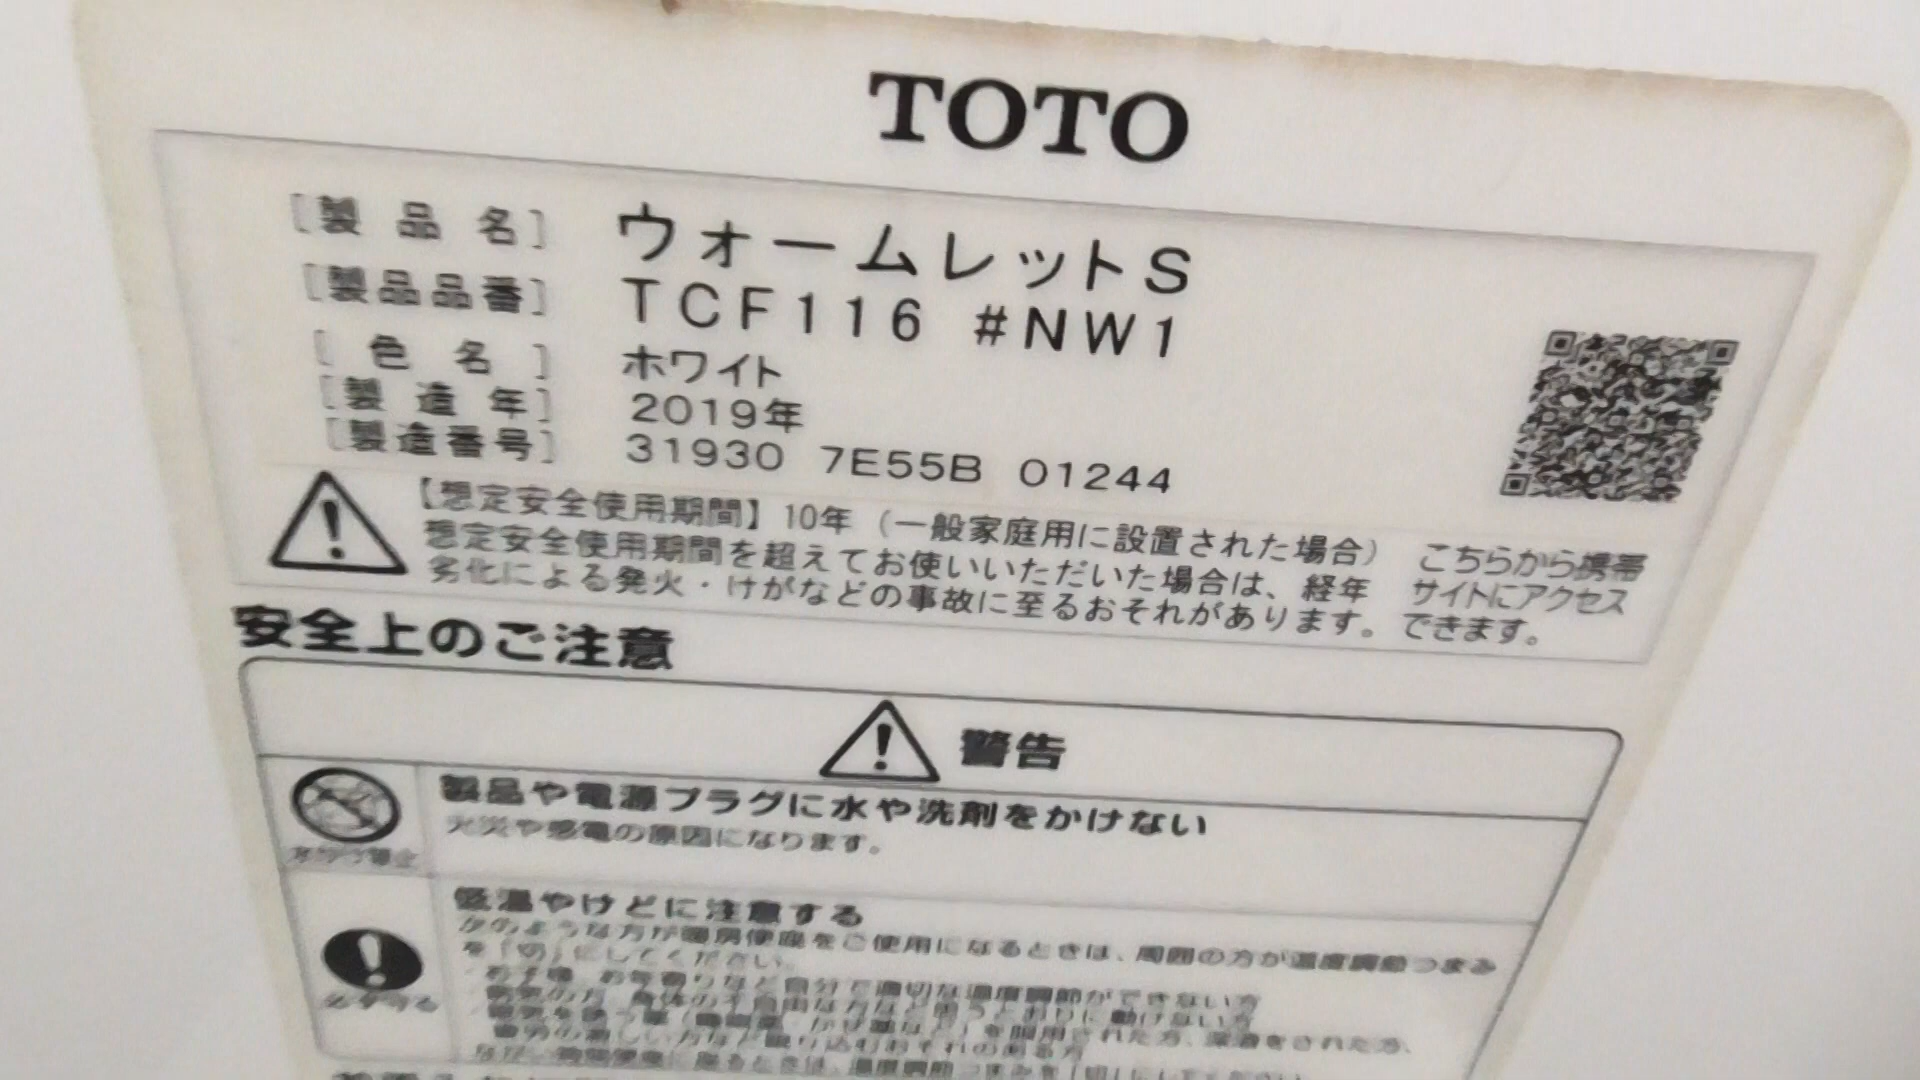 TOTO
[製品名] ウォームレットS
[製品品番] TCF116 #NW1
[色名] ホワイト
[製造年] 2019年
[製造番号] 31930 7E55B 01244
【想定安全使用期間】10年(一般家庭用に設置された場合)
想定安全使用期間を超えてお使いいただいた場合は、経年
劣化による発火・けがなどの事故に至るおそれがあります。
こちらから携帯
サイトにアクセス
できます。
安全上のご注意
警告
製品や電源プラグに水や洗剤をかけない
火災や感電の原因になります。
低温やけどに注意する
次のような方が暖房便座をご使用になるときは、周囲の方が温度調節つまみ
を「切」にしてください。
必ず守る